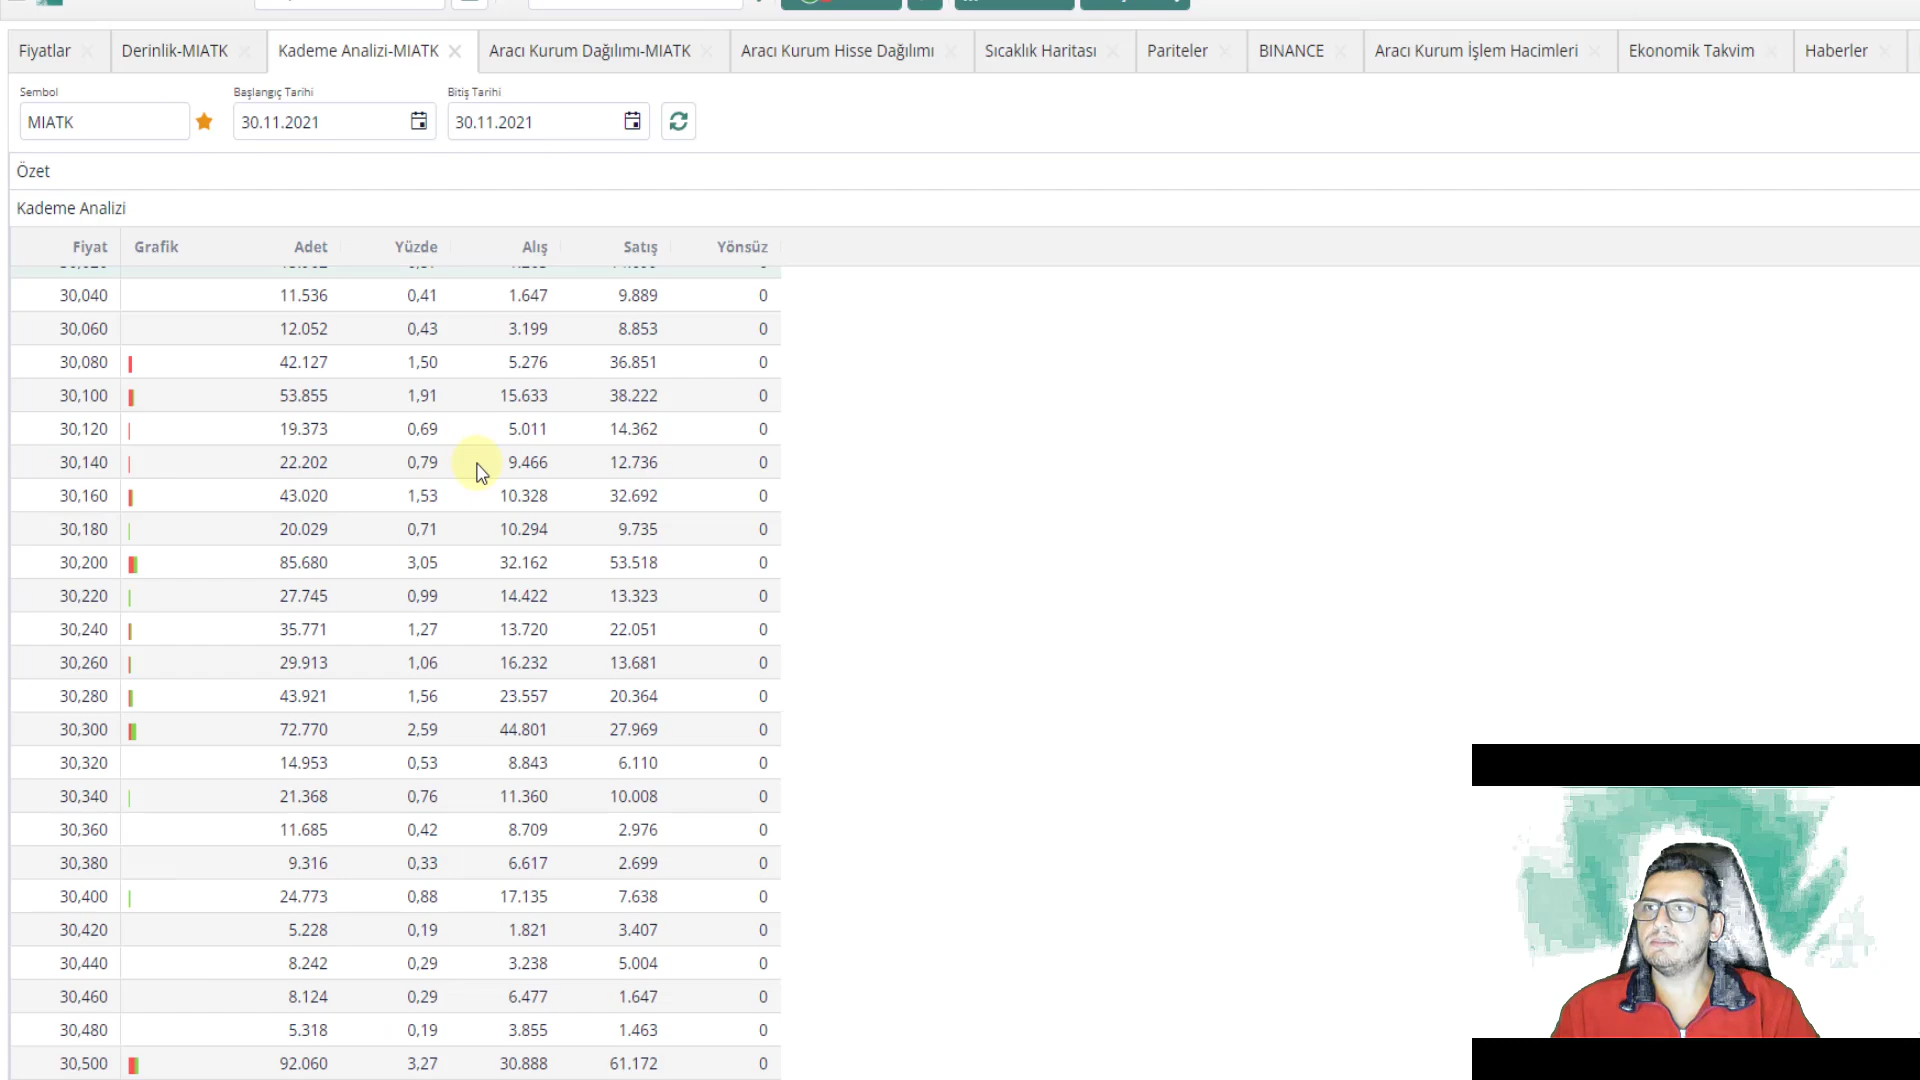 Fiyatlar Derinlik-MIATK Kademe Analizi-MIATK Aracı Kurum Dağılımı-MIATK Aracı Kurum Hisse Dağılımı Sıcaklık Haritası Pariteler BINANCE Aracı Kurum İşlem Hacimleri Ekonomik Takvim Haberler
Sembol Başlangıç Tarihi Bitiş Tarihi
MIATK 30.11.2021 30.11.2021
Özet
Kademe Analizi
Fiyat Grafik Adet Yüzde Alış Satış Yönsüz
30,040 11.536 0,41 1.647 9.889 0
30,060 12.052 0,43 3.199 8.853 0
30,080 42.127 1,50 5.276 36.851 0
30,100 53.855 1,91 15.633 38.222 0
30,120 19.373 0,69 5.011 14.362 0
30,140 22.202 0,79 9.466 12.736 0
30,160 43.020 1,53 10.328 32.692 0
30,180 20.029 0,71 10.294 9.735 0
30,200 85.680 3,05 32.162 53.518 0
30,220 27.745 0,99 14.422 13.323 0
30,240 35.771 1,27 13.720 22.051 0
30,260 29.913 1,06 16.232 13.681 0
30,280 43.921 1,56 23.557 20.364 0
30,300 72.770 2,59 44.801 27.969 0
30,320 14.953 0,53 8.843 6.110 0
30,340 21.368 0,76 11.360 10.008 0
30,360 11.685 0,42 8.709 2.976 0
30,380 9.316 0,33 6.617 2.699 0
30,400 24.773 0,88 17.135 7.638 0
30,420 5.228 0,19 1.821 3.407 0
30,440 8.242 0,29 3.238 5.004 0
30,460 8.124 0,29 6.477 1.647 0
30,480 5.318 0,19 3.855 1.463 0
30,500 92.060 3,27 30.888 61.172 0